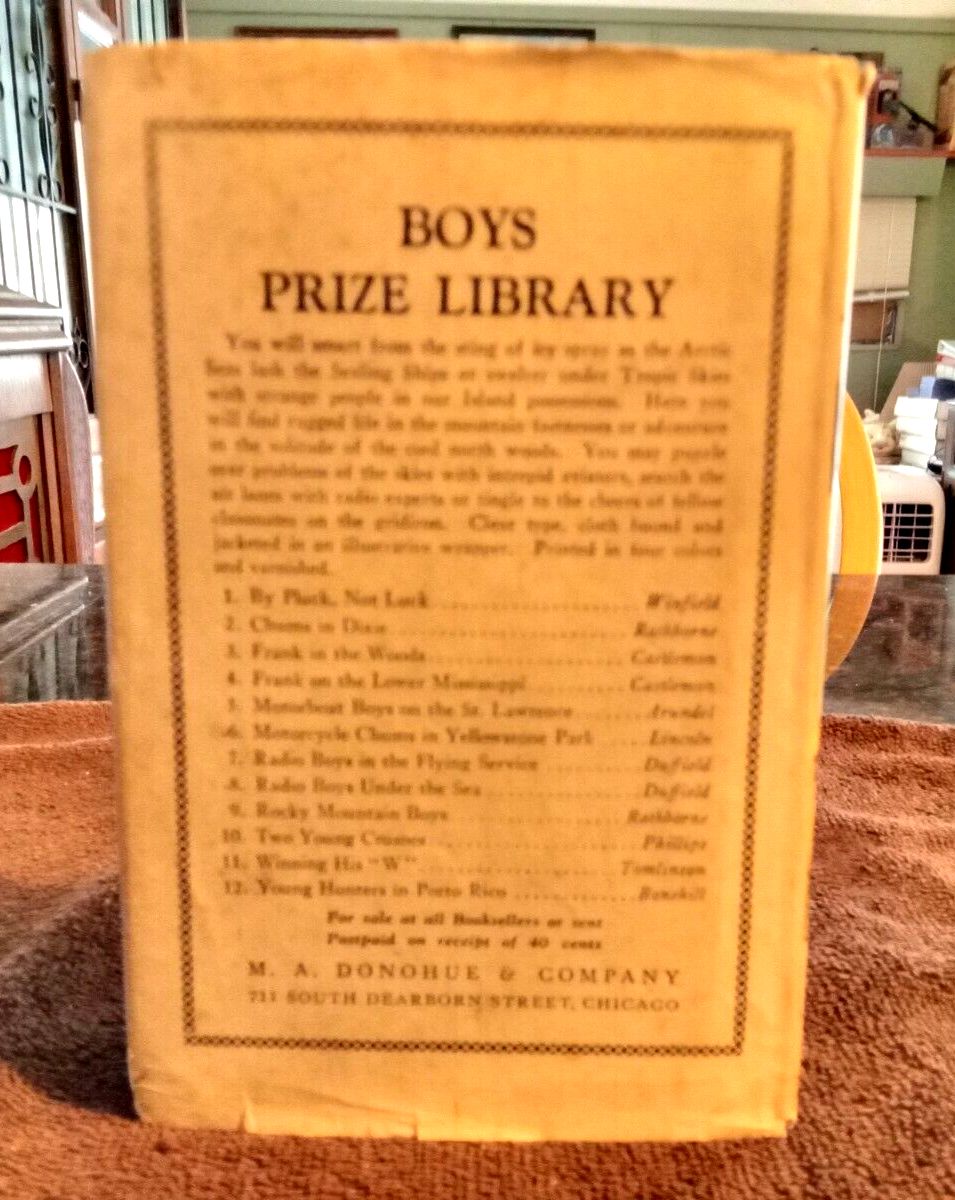 BOYS
PRIZE LIBRARY
You will smart from the sting of icy spray as the Arctic
Seas lash the Sealing Ships or swelter under Tropic Skies
with strange people in our Island possessions. Here you
will find rugged life in the mountain fastnesses or adventure
in the solitude of the cool north woods. You may puzzle
over problems of the skies with intrepid aviators, search the
air lanes with radio experts or tingle to the cheers of fellow
classmates on the gridiron. Clear type, cloth bound and
jacketed in an illustrative wrapper. Printed in four colors
and varnished.
1. By Pluck, Not Luck ........ Winfield
2. Chums in Dixie ........ Rathborne
3. Frank in the Woods ........ Castlemon
4. Frank on the Lower Mississippi ........ Castlemon
5. Motorboat Boys on the St. Lawrence ........ Arundel
6. Motorcycle Chums in Yellowstone Park ..... Lincoln
7. Radio Boys in the Flying Service ........ Duffield
8. Radio Boys Under the Sea ........ Duffield
9. Rocky Mountain Boys ........ Rathborne
10. Two Young Crusoes ........ Phillips
11. Winning His "W" ........ Tomlinson
12. Young Hunters in Porto Rico ........
For sale at all Booksellers or sent
Postpaid on receipt of 40 cents
M. A. DONOHUE & COMPANY
711 SOUTH DEARBORN STREET, CHICAGO